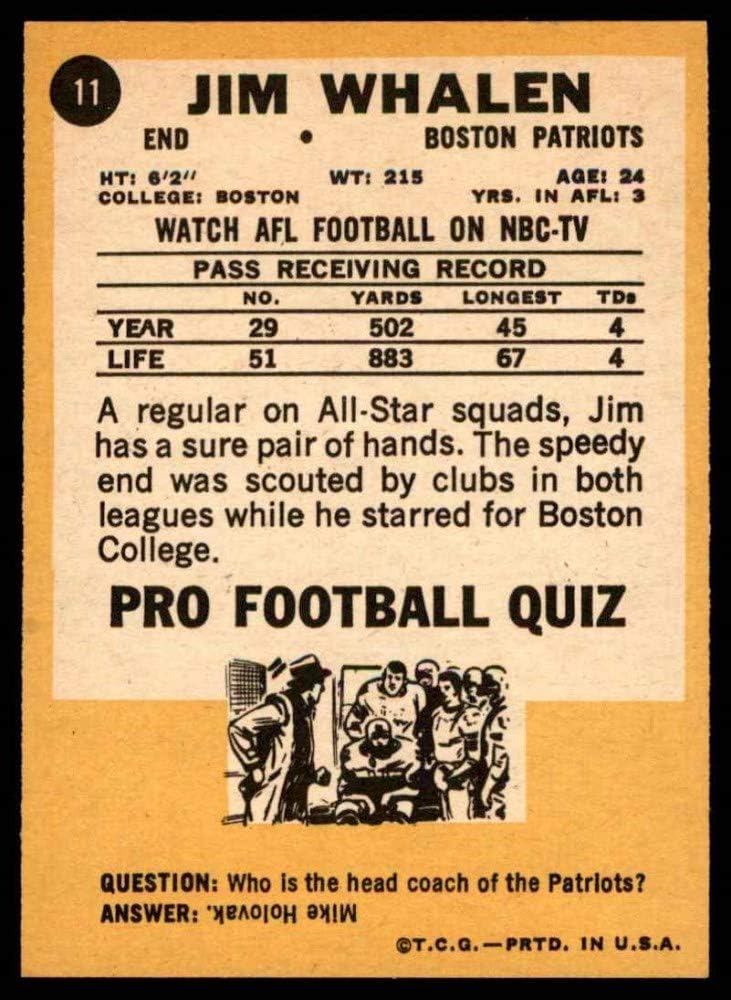 11
JIM WHALEN
END • BOSTON PATRIOTS
HT: 6'2" WT: 215 AGE: 24
COLLEGE: BOSTON YRS. IN AFL: 3
WATCH AFL FOOTBALL ON NBC-TV
PASS RECEIVING RECORD
NO. YARDS LONGEST TDs
YEAR 29 502 45 4
LIFE 51 883 67 4
A regular on All-Star squads, Jim
has a sure pair of hands. The speedy
end was scouted by clubs in both
leagues while he starred for Boston
College.
PRO FOOTBALL QUIZ
QUESTION: Who is the head coach of the Patriots?
ANSWER: Mike Holovak.
©T.C.G.—PRTD. IN U.S.A.